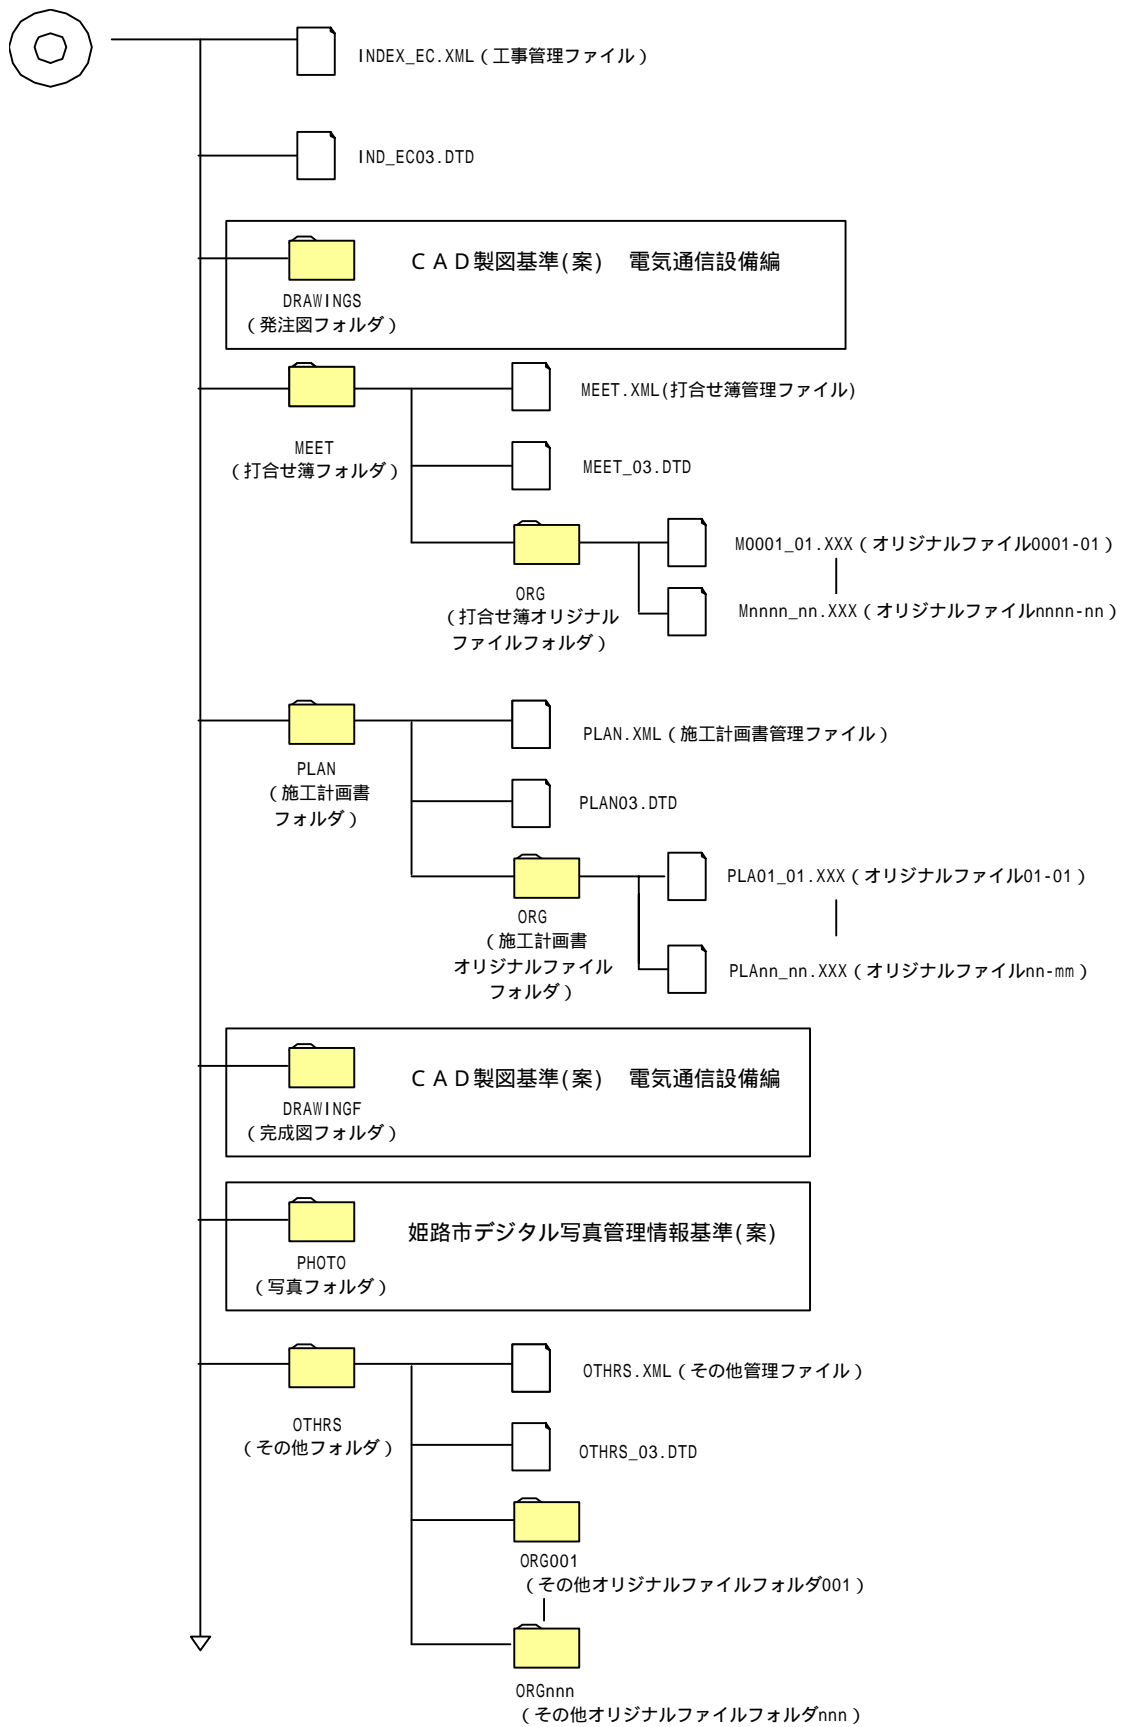 INDEX_EC.XML（工事管理ファイル）
IND_EC03.DTD
ＣＡＤ製図基準(案)　電気通信設備編
DRAWINGS
（発注図フォルダ）
MEET.XML(打合せ簿管理ファイル)
MEET
（打合せ簿フォルダ）
MEET_03.DTD
M0001_01.XXX（オリジナルファイル0001-01）
ORG
（打合せ簿オリジナル
ファイルフォルダ）
Mnnnn_nn.XXX（オリジナルファイルnnnn-nn）
PLAN.XML（施工計画書管理ファイル）
PLAN
（施工計画書
フォルダ）
PLAN03.DTD
PLA01_01.XXX（オリジナルファイル01-01）
ORG
（施工計画書
オリジナルファイル
フォルダ）
PLAnn_nn.XXX（オリジナルファイルnn-mm）
ＣＡＤ製図基準(案)　電気通信設備編
DRAWINGF
（完成図フォルダ）
姫路市デジタル写真管理情報基準(案)
PHOTO
（写真フォルダ）
OTHRS.XML（その他管理ファイル）
OTHRS
（その他フォルダ）
OTHRS_03.DTD
ORG001
（その他オリジナルファイルフォルダ001）
ORGnnn
（その他オリジナルファイルフォルダnnn）